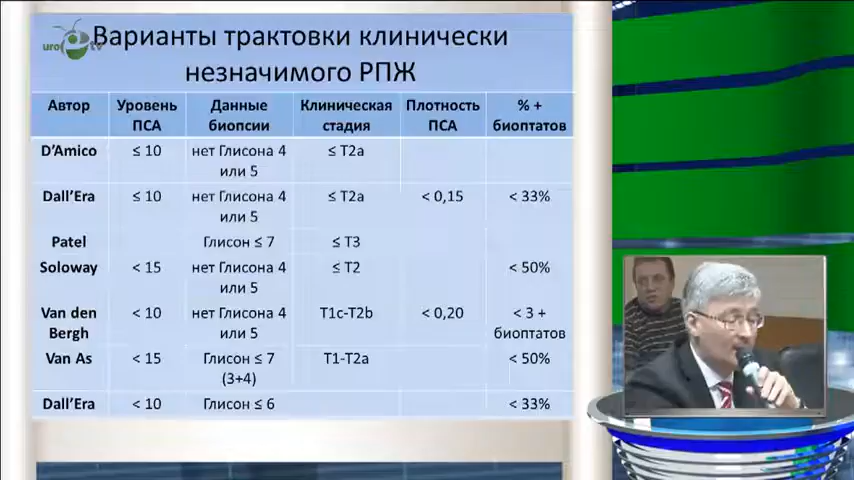 uro tv
Варианты трактовки клинически
незначимого РПЖ
Автор Уровень ПСА Данные биопсии Клиническая стадия Плотность ПСА % + биоптатов
D'Amico ≤ 10 нет Глисона 4 или 5 ≤ T2a
Dall'Era ≤ 10 нет Глисона 4 или 5 ≤ T2a < 0,15 < 33%
Patel Глисон ≤ 7 ≤ T3
Soloway < 15 нет Глисона 4 или 5 ≤ T2 < 50%
Van den Bergh < 10 нет Глисона 4 или 5 T1c-T2b < 0,20 < 3 + биоптатов
Van As < 15 Глисон ≤ 7 (3+4) T1-T2a < 50%
Dall'Era < 10 Глисон ≤ 6 < 33%